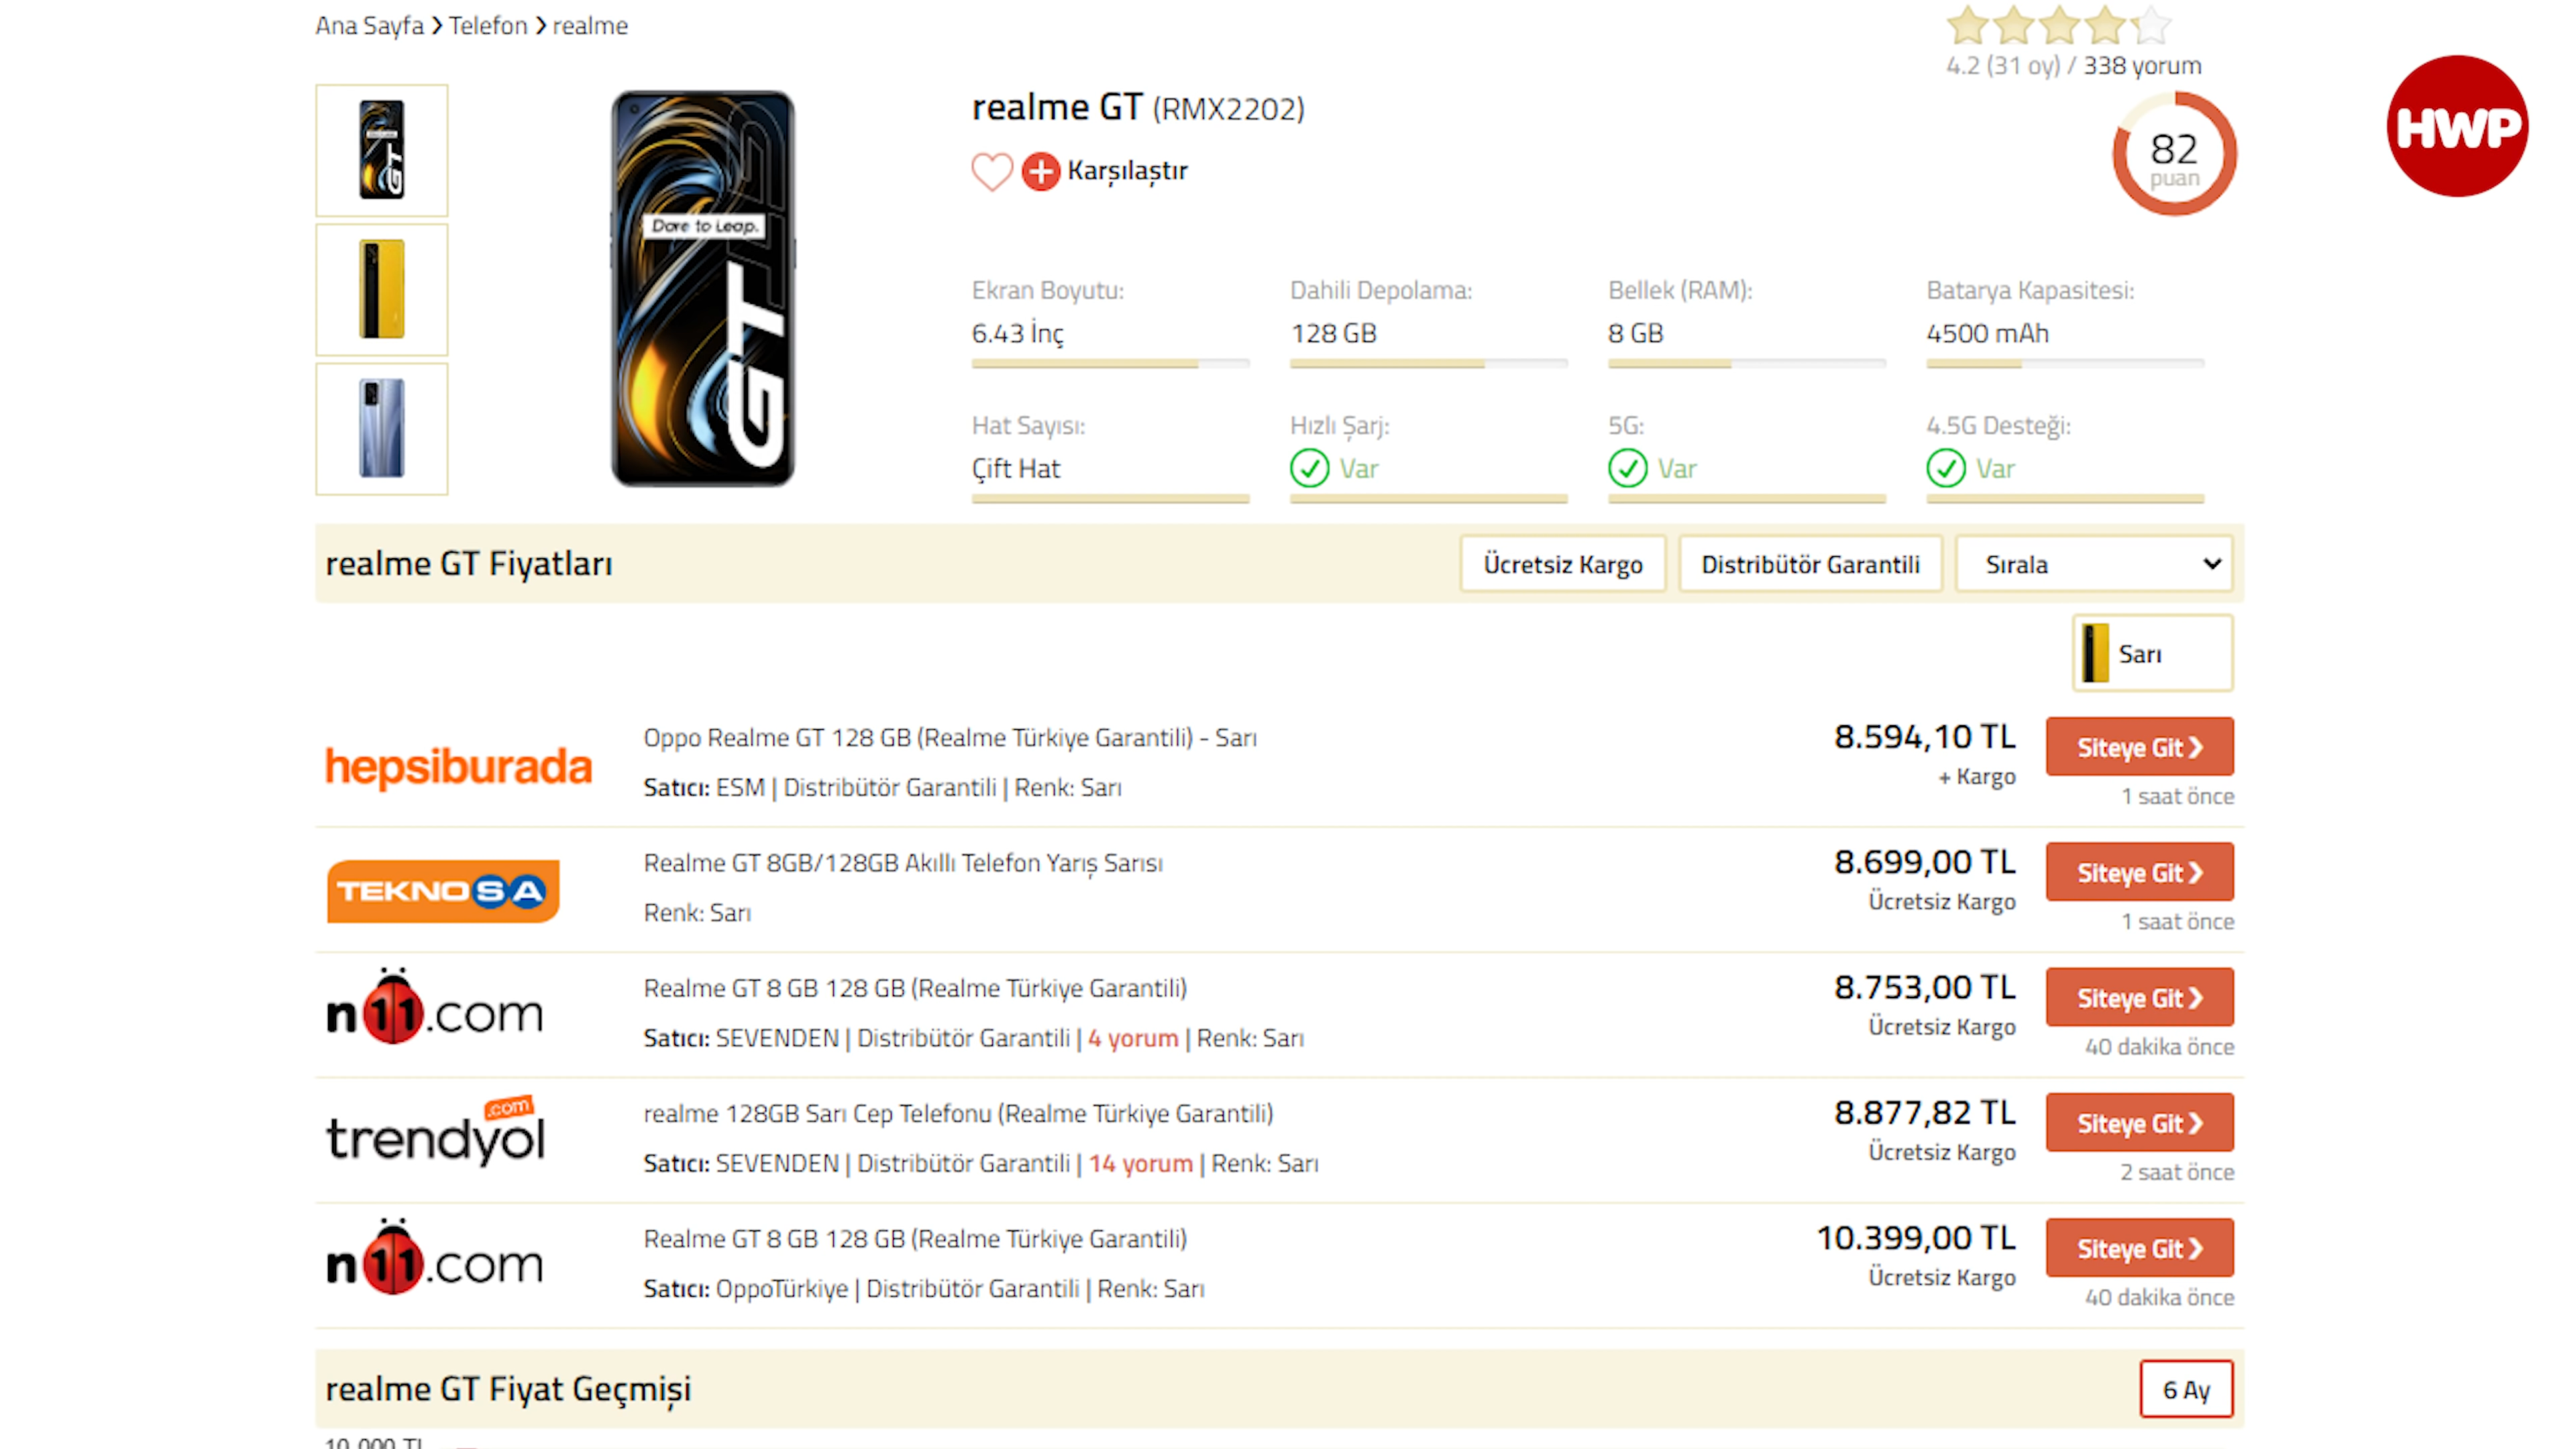 Ana Sayfa > Telefon > realme
4.2 (31 oy) / 338 yorum
HWP
realme GT (RMX2202)
Karşılaştır
82
puan
Dare to Leap.
GT
Ekran Boyutu:
6.43 İnç
Dahili Depolama:
128 GB
Bellek (RAM):
8 GB
Batarya Kapasitesi:
4500 mAh
Hat Sayısı:
Çift Hat
Hızlı Şarj:
Var
5G:
Var
4.5G Desteği:
Var
realme GT Fiyatları
Ücretsiz Kargo
Distribütör Garantili
Sırala
Sarı
hepsiburada
Oppo Realme GT 128 GB (Realme Türkiye Garantili) - Sarı
Satıcı: ESM | Distribütör Garantili | Renk: Sarı
8.594,10 TL
+ Kargo
Siteye Git >
1 saat önce
TEKNOSA
Realme GT 8GB/128GB Akıllı Telefon Yarış Sarısı
Renk: Sarı
8.699,00 TL
Ücretsiz Kargo
Siteye Git >
1 saat önce
n11.com
Realme GT 8 GB 128 GB (Realme Türkiye Garantili)
Satıcı: SEVENDEN | Distribütör Garantili | 4 yorum | Renk: Sarı
8.753,00 TL
Ücretsiz Kargo
Siteye Git >
40 dakika önce
trendyol.com
realme 128GB Sarı Cep Telefonu (Realme Türkiye Garantili)
Satıcı: SEVENDEN | Distribütör Garantili | 14 yorum | Renk: Sarı
8.877,82 TL
Ücretsiz Kargo
Siteye Git >
2 saat önce
n11.com
Realme GT 8 GB 128 GB (Realme Türkiye Garantili)
Satıcı: OppoTürkiye | Distribütör Garantili | Renk: Sarı
10.399,00 TL
Ücretsiz Kargo
Siteye Git >
40 dakika önce
realme GT Fiyat Geçmişi
6 Ay
10.000 TL